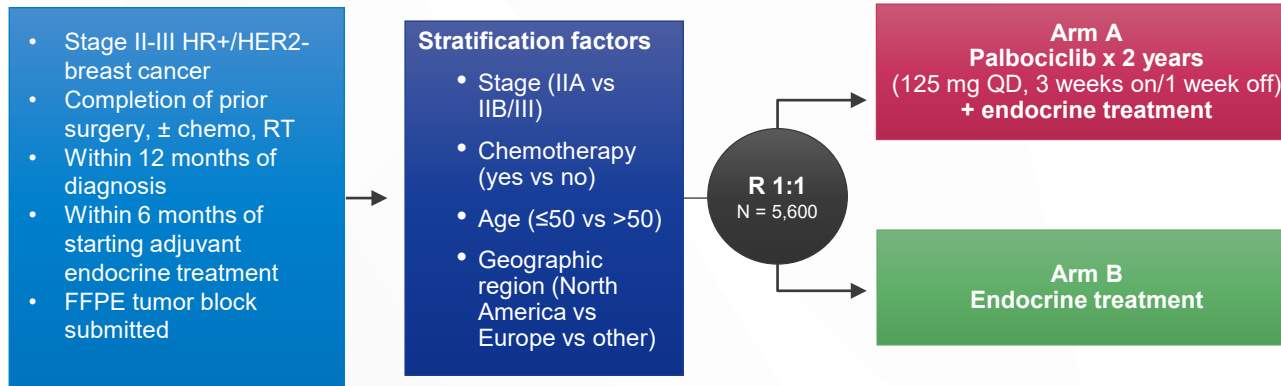 • Stage II-III HR+/HER2-
breast cancer
• Completion of prior
surgery, ± chemo, RT
• Within 12 months of
diagnosis
• Within 6 months of
starting adjuvant
endocrine treatment
• FFPE tumor block
submitted
Stratification factors
• Stage (IIA vs
IIB/III)
• Chemotherapy
(yes vs no)
• Age (≤50 vs >50)
• Geographic
region (North
America vs
Europe vs other)
R 1:1
N = 5,600
Arm A
Palbociclib x 2 years
(125 mg QD, 3 weeks on/1 week off)
+ endocrine treatment
Arm B
Endocrine treatment